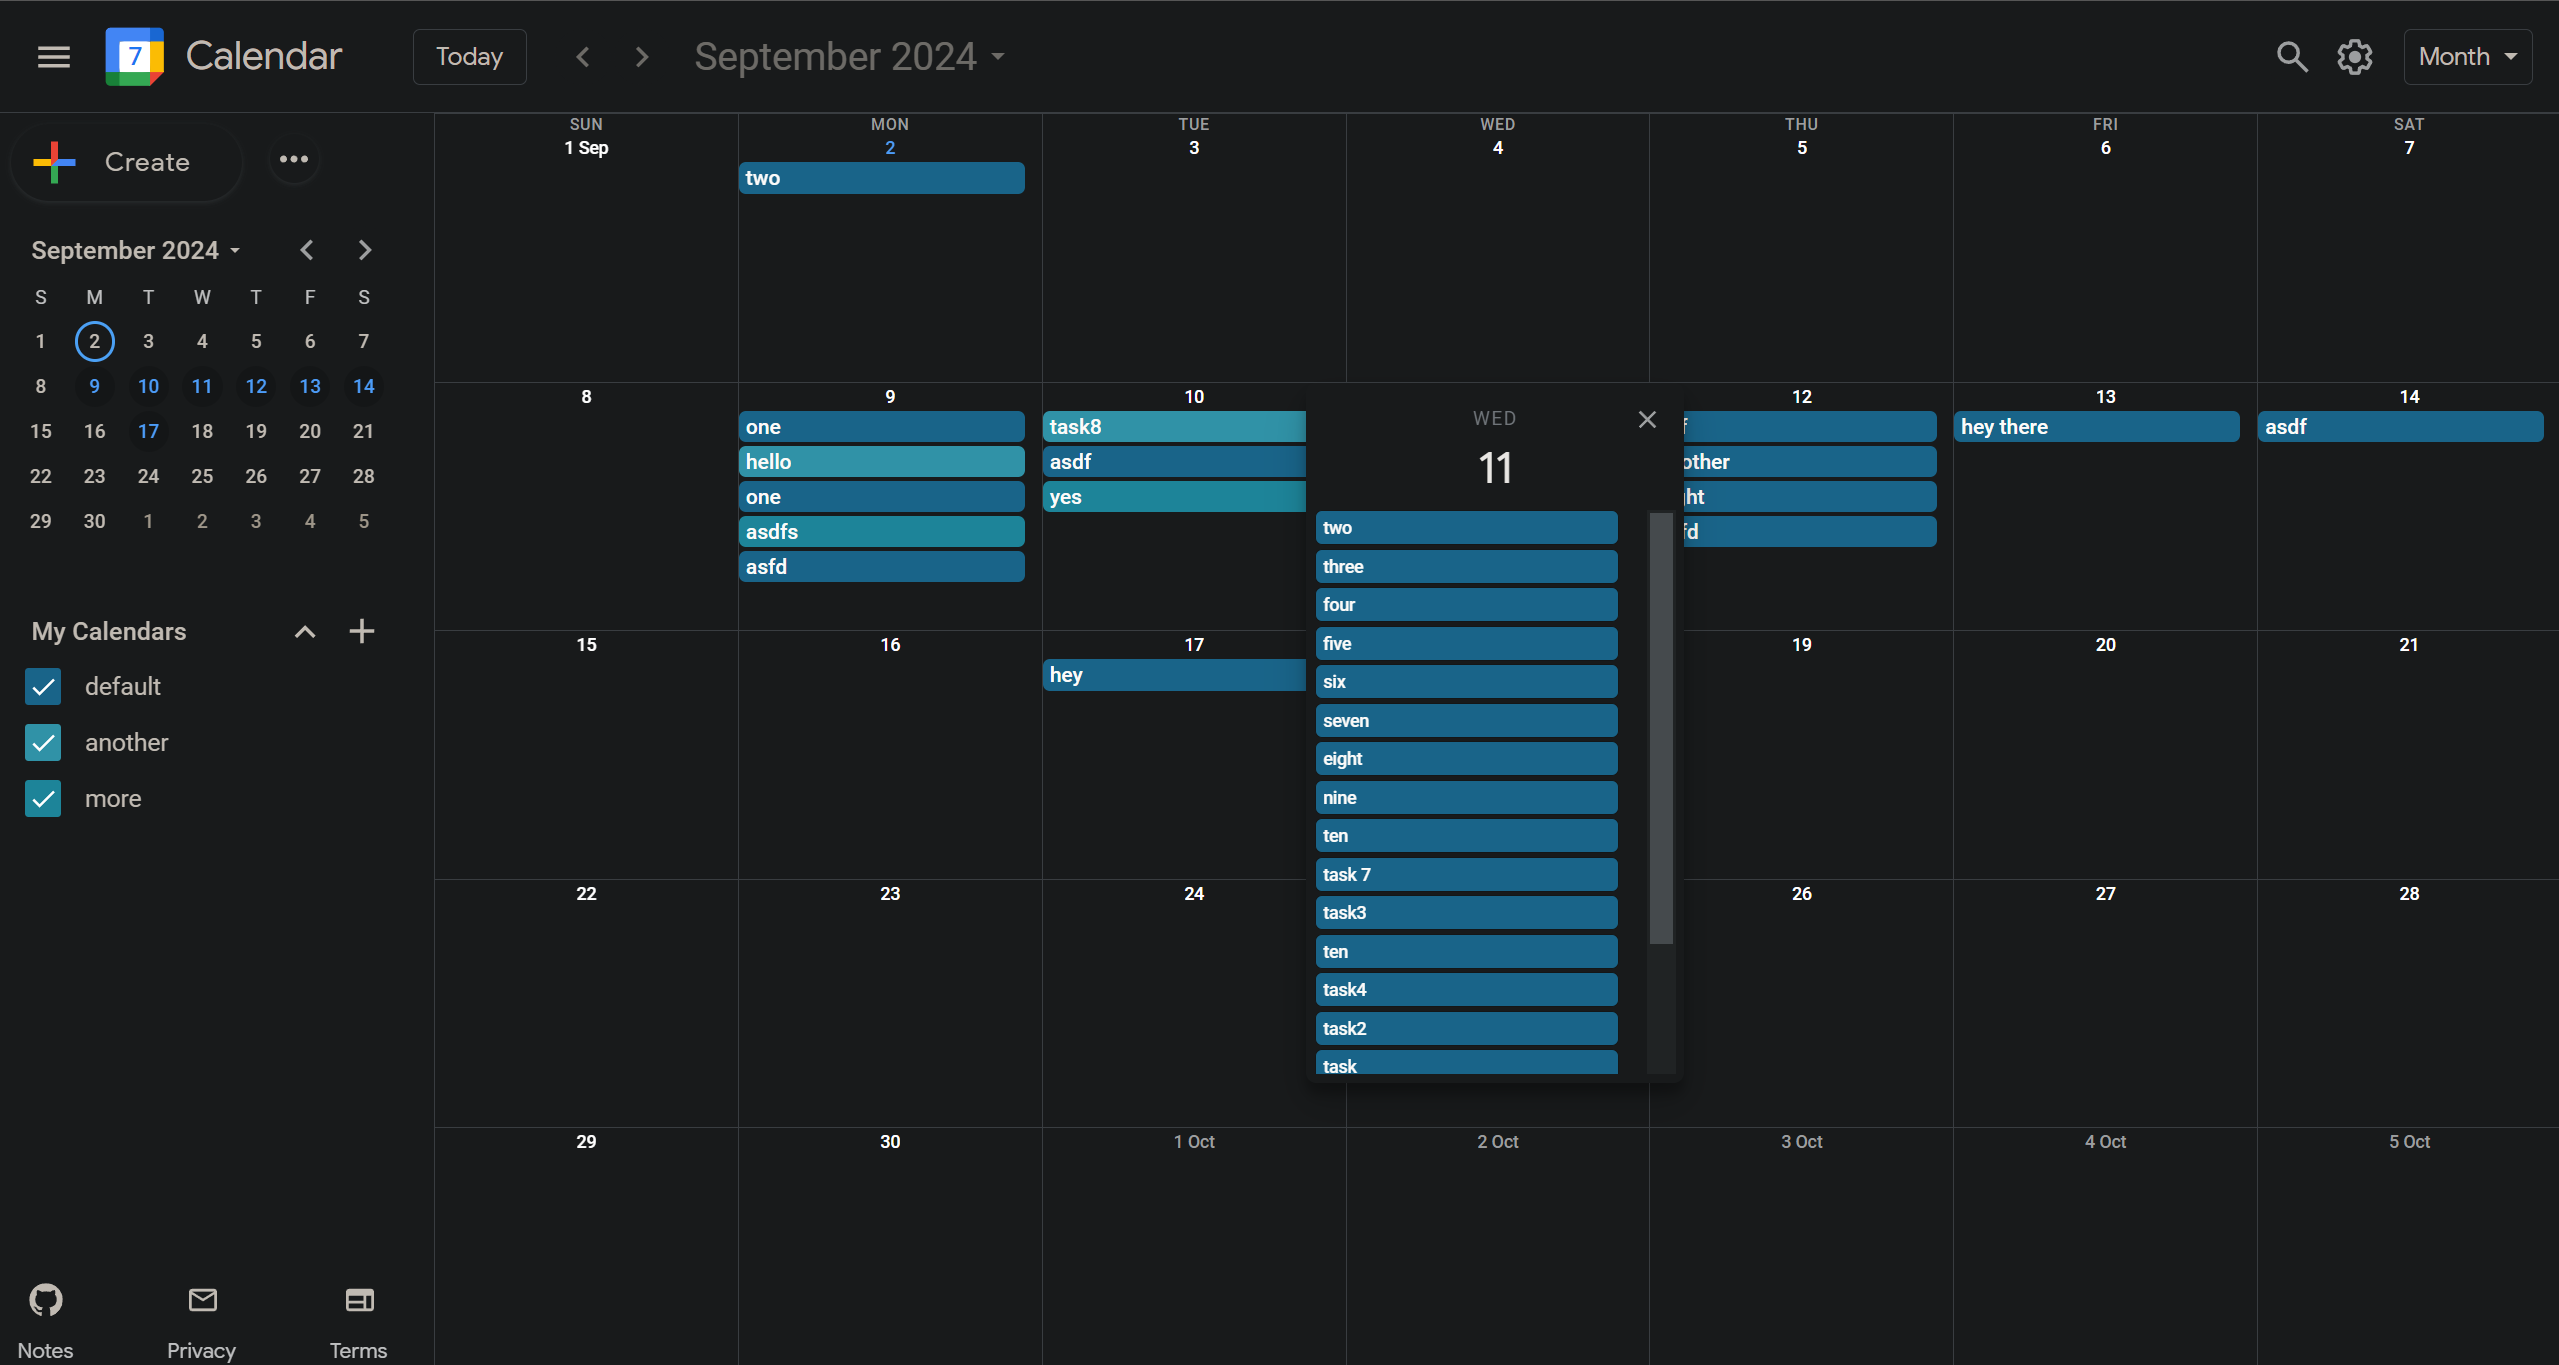 7 Calendar Today September 2024 Month
Create
September 2024
S M T W T F S
1 2 3 4 5 6 7
8 9 10 11 12 13 14
15 16 17 18 19 20 21
22 23 24 25 26 27 28
29 30 1 2 3 4 5
My Calendars
default
another
more
Notes Privacy Terms
SUN MON TUE WED THU FRI SAT
1 Sep 2 3 4 5 6 7
two
8 9 10 12 13 14
one
hello
one
asdfs
asfd
task8
asdf
yes
WED
11
two
three
four
five
six
seven
eight
nine
ten
task 7
task3
ten
task4
task2
task
other
ht
fd
hey there
asdf
15 16 17 19 20 21
hey
22 23 24 26 27 28
29 30 1 Oct 2 Oct 3 Oct 4 Oct 5 Oct